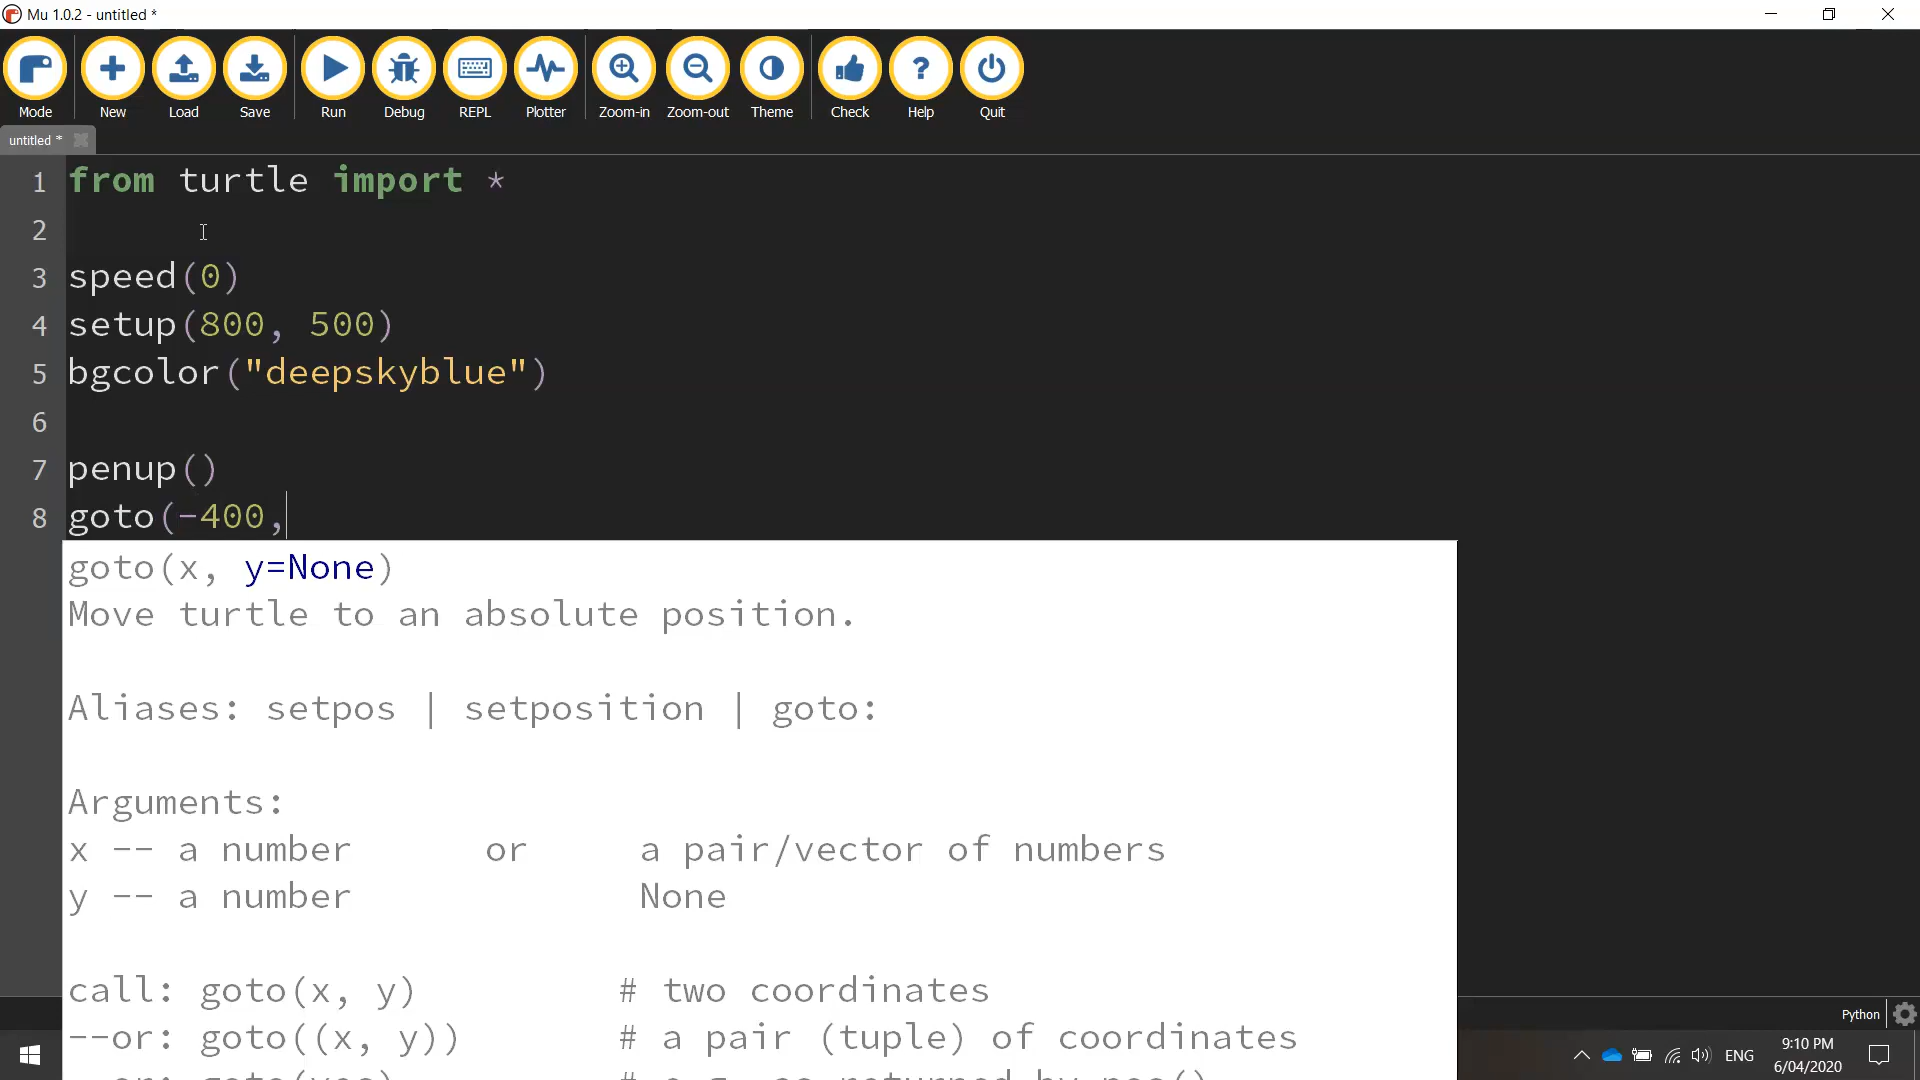 Mu 1.0.2 - untitled *
Mode New Load Save Run Debug REPL Plotter Zoom-in Zoom-out Theme Check Help Quit
untitled *
1 from turtle import *
2
3 speed(0)
4 setup(800, 500)
5 bgcolor("deepskyblue")
6
7 penup()
8 goto(-400,
goto(x, y=None)
Move turtle to an absolute position.
Aliases: setpos | setposition | goto:
Arguments:
x -- a number or a pair/vector of numbers
y -- a number None
call: goto(x, y) # two coordinates
--or: goto((x, y)) # a pair (tuple) of coordinates
Python
ENG
9:10 PM
6/04/2020